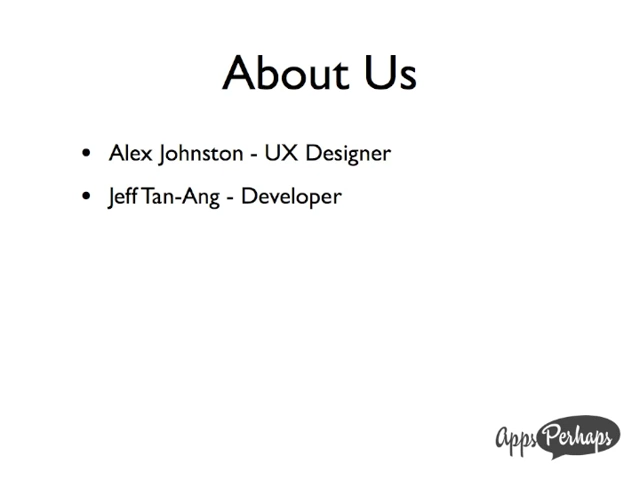 About Us
• Alex Johnston - UX Designer
• Jeff Tan-Ang - Developer
Apps Perhaps